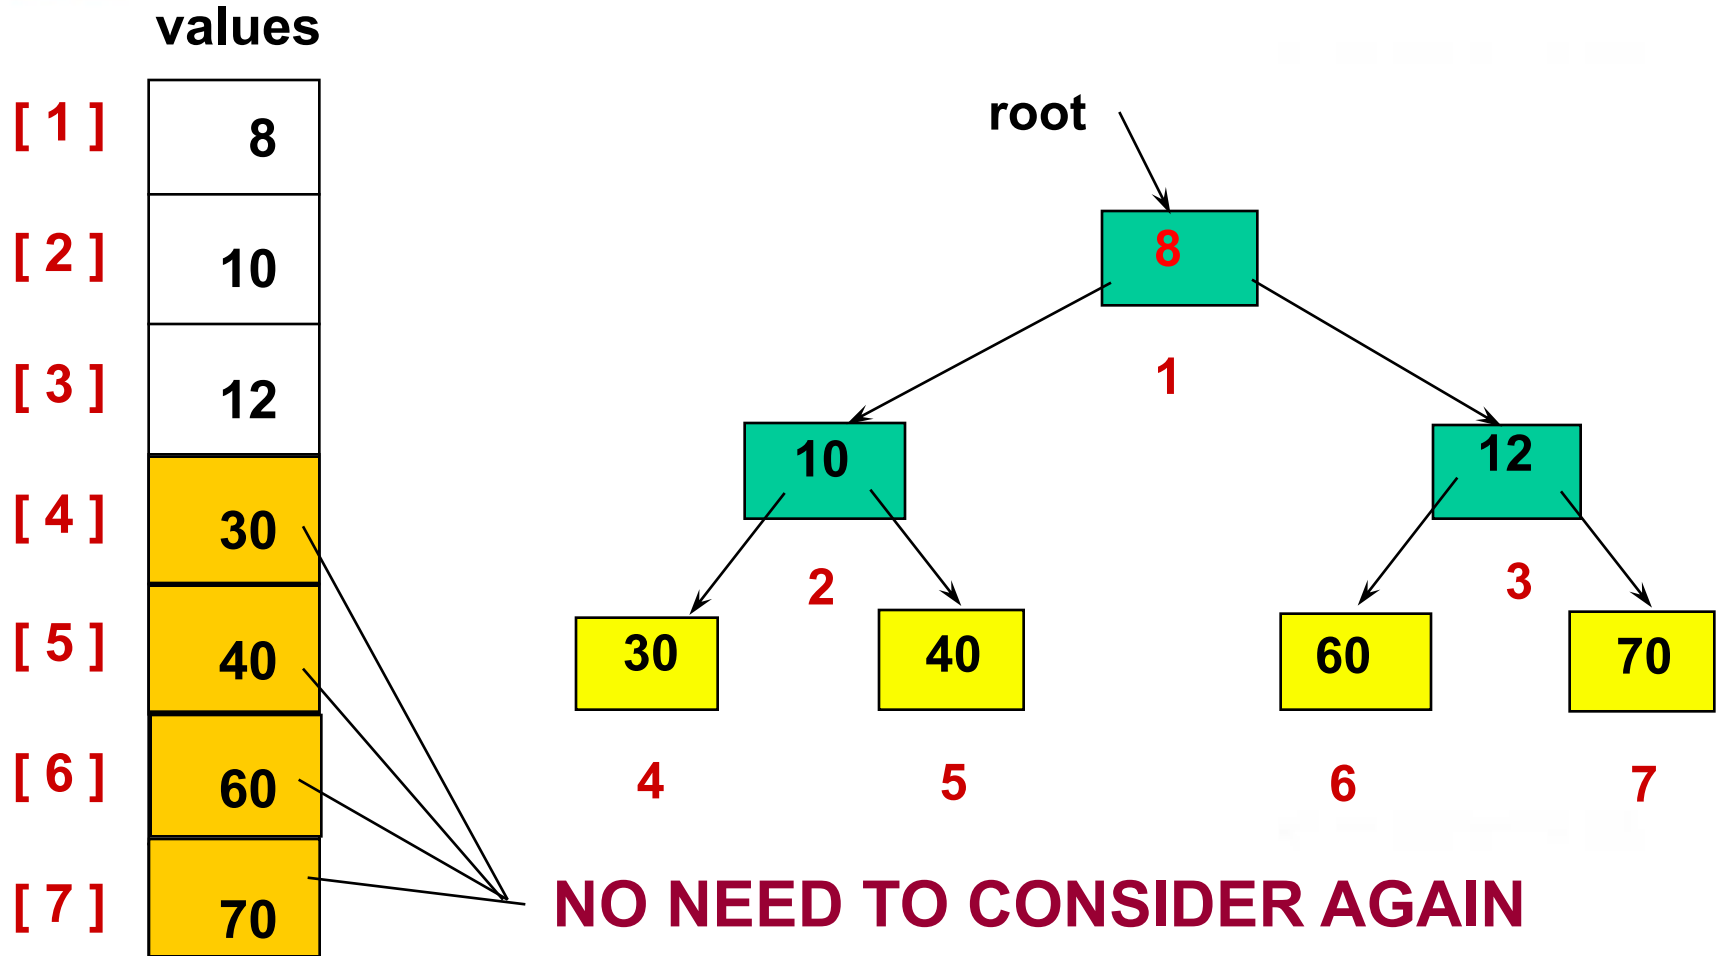 values
[ 1 ] 8
[ 2 ] 10
[ 3 ] 12
[ 4 ] 30
[ 5 ] 40
[ 6 ] 60
[ 7 ] 70
root
8
1
10 12
2 3
30 40 60 70
4 5 6 7
NO NEED TO CONSIDER AGAIN